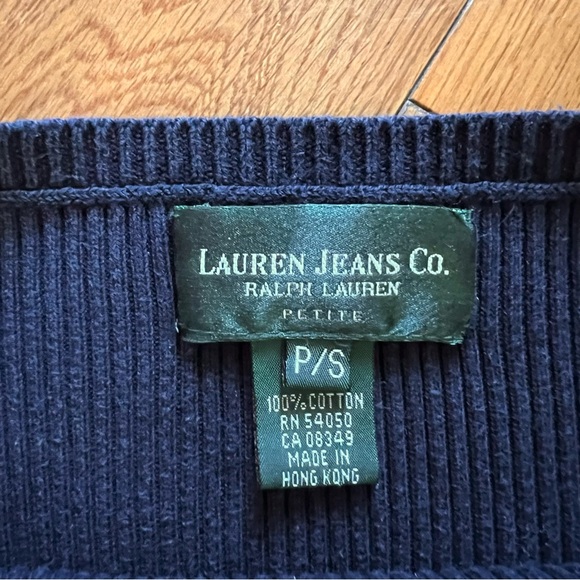 LAUREN JEANS CO.
RALPH LAUREN
PETITE
P/S
100% COTTON
RN 54050
CA 08349
MADE IN
HONG KONG